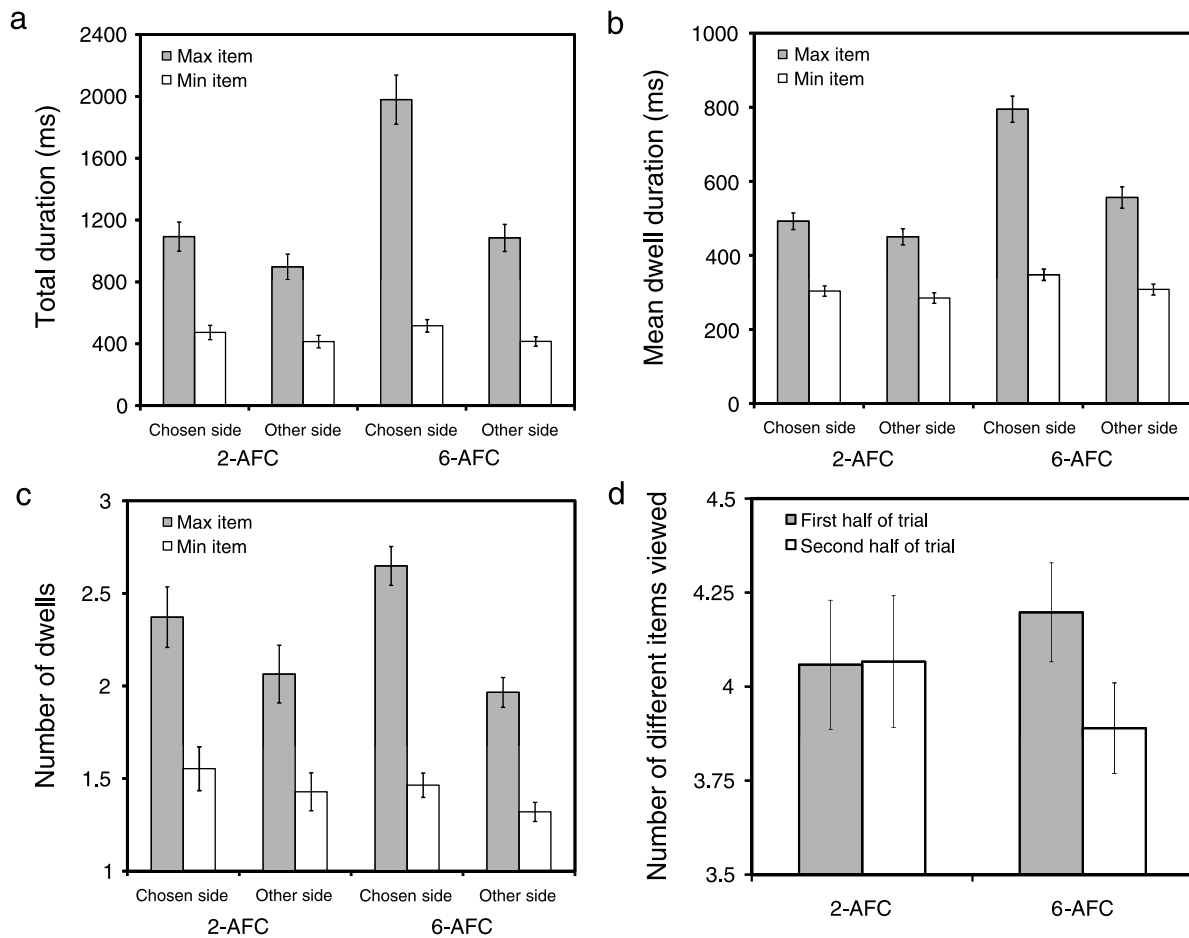 a
2400
2000
1600
1200
800
400
0
Total duration (ms)
Max item
Min item
Chosen side Other side Chosen side Other side
2-AFC 6-AFC
b
1000
800
600
400
200
0
Mean dwell duration (ms)
Max item
Min item
Chosen side Other side Chosen side Other side
2-AFC 6-AFC
c
3
2.5
2
1.5
1
Number of dwells
Max item
Min item
Chosen side Other side Chosen side Other side
2-AFC 6-AFC
d
4.5
4.25
4
3.75
3.5
Number of different items viewed
First half of trial
Second half of trial
2-AFC 6-AFC